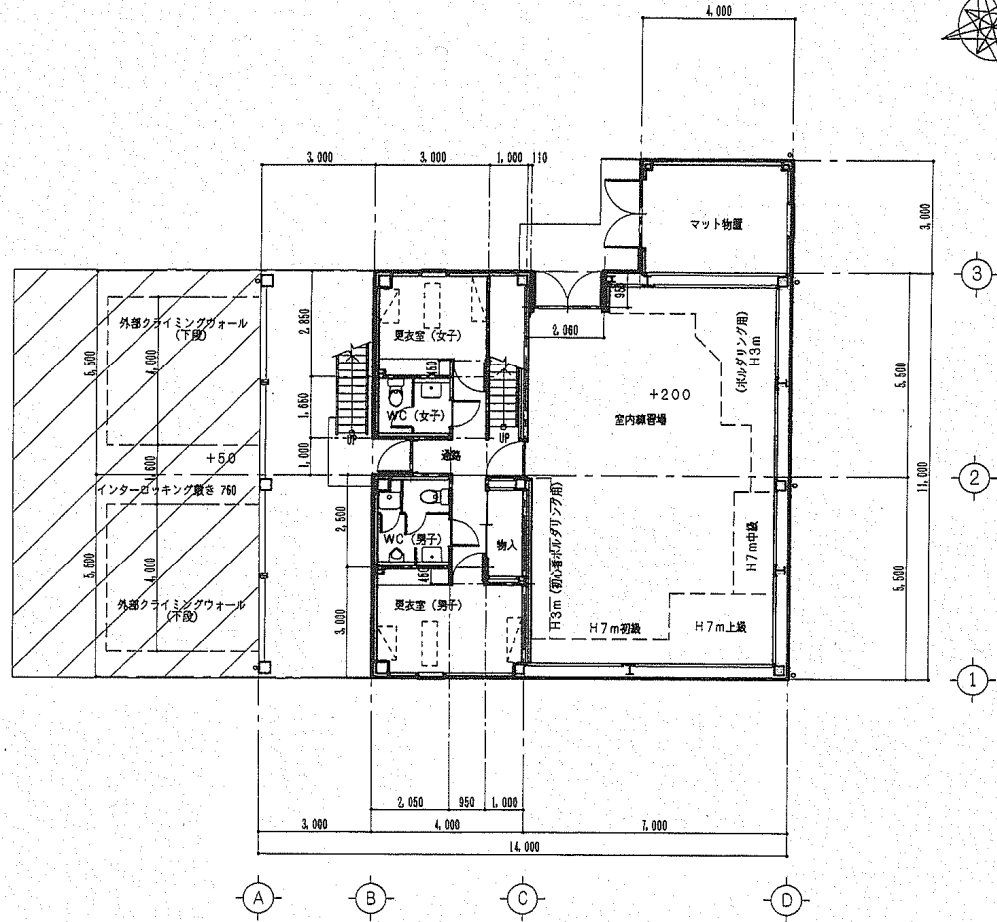 4,000
3,000
3,000
1,000
110
マット物置
3,000
3
外部クライミングウォール
(下段)
5,500
4,000
2,850
更衣室 (女子)
950
2,060
(ボルダリング用)
H3m
+200
室内練習場
5,500
1,650
WC (女子)
UP
UP
+50
1,600
1,000
通路
2
11,000
インターロッキング敷き 750
2,500
WC (男子)
物入
H3m (初心者ボルダリング用)
H7m中級
5,500
4,000
外部クライミングウォール
(下段)
更衣室 (男子)
3,000
H7m初級
H7m上級
5,500
1
2,050
950
1,000
3,000
4,000
7,000
14,000
A
B
C
D